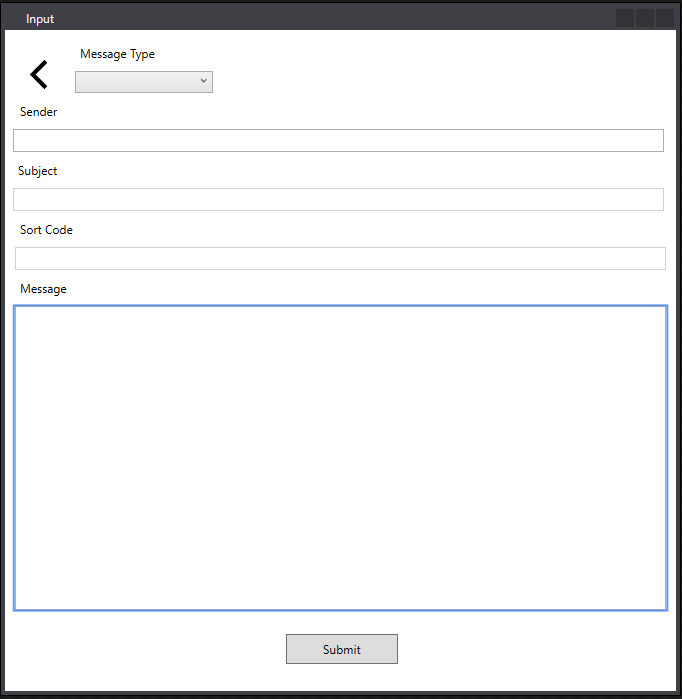 Input
Message Type
Sender
Subject
Sort Code
Message
Submit